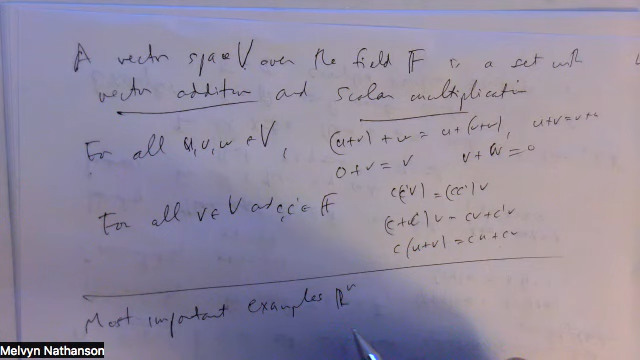 A vector space V over the field F is a set with
vector addition and scalar multiplication
For all u, v, w ∈ V, (u+v) + w = u + (v+w), u+v = v+u
0+v = v v + w = 0
For all v ∈ V and c, c' ∈ F c(c'v) = (cc')v
(c+c')v = cv + c'v
c(u+v) = cu + cv
Most important examples ℝⁿ
Melvyn Nathanson